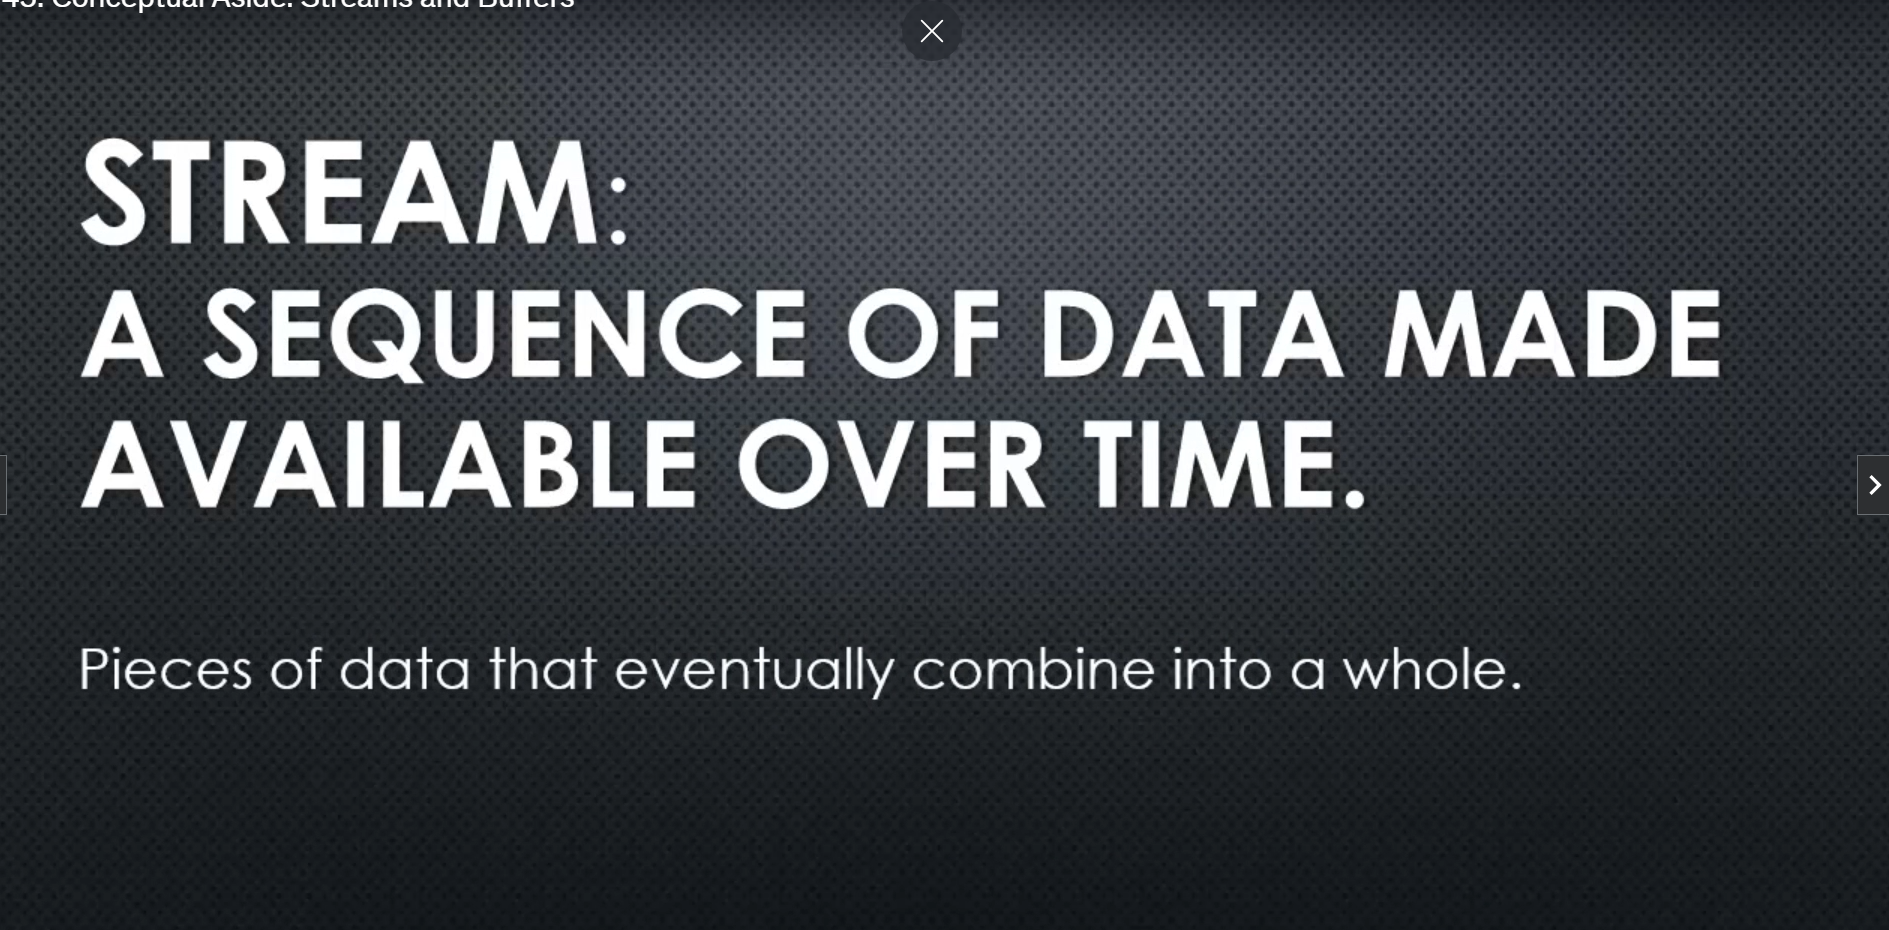 45. Conceptual Aside: Streams and Buffers
STREAM:
A SEQUENCE OF DATA MADE
AVAILABLE OVER TIME.
Pieces of data that eventually combine into a whole.